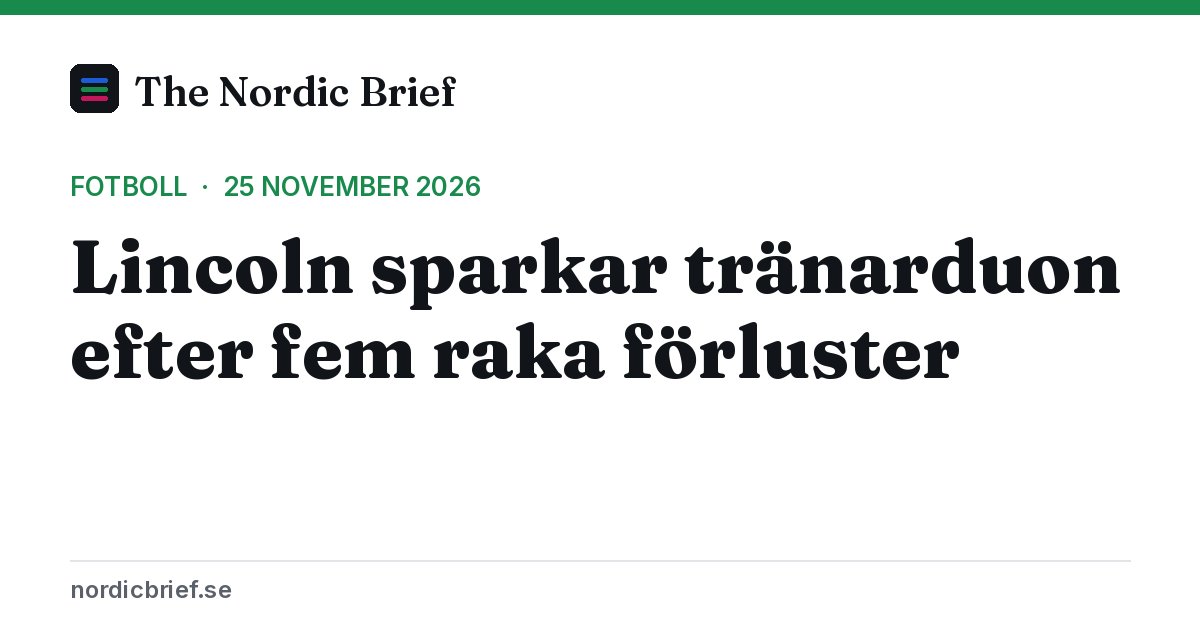 The Nordic Brief
FOTBOLL · 25 NOVEMBER 2026
Lincoln sparkar tränarduon
efter fem raka förluster
nordicbrief.se